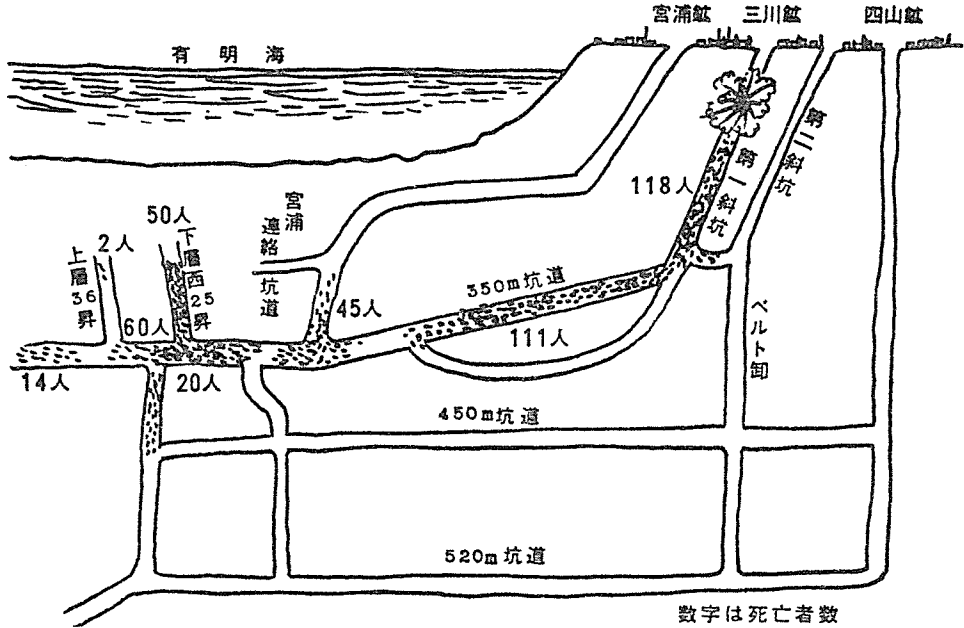 宮浦鉱
三川鉱
四山鉱
有明海
第二斜坑
第一斜坑
118人
宮浦
連絡
坑道
50人
下層西25昇
2人
上層36昇
350m坑道
45人
60人
111人
ベルト卸
14人
20人
450m坑道
520m坑道
数字は死亡者数